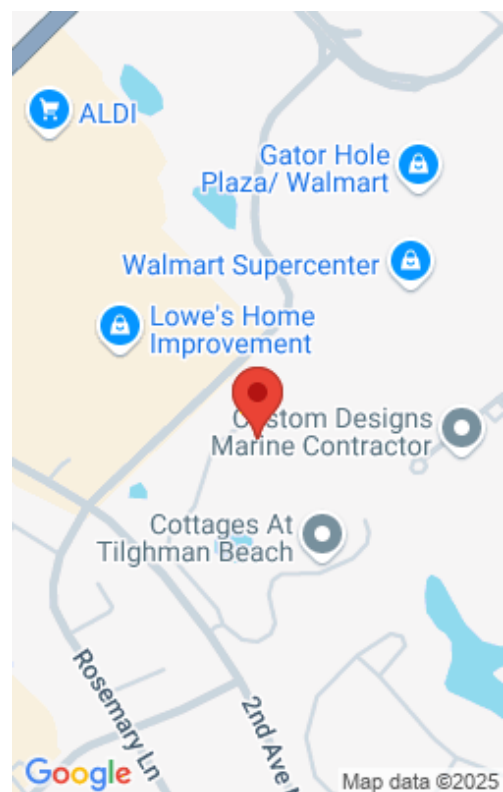 ALDI
Gator Hole
Plaza/ Walmart
Walmart Supercenter
Lowe's Home
Improvement
Designs
Marine Contractor
Cottages At
Tilghman Beach
Rosemary Ln
2nd Ave
Google
Map data ©2025